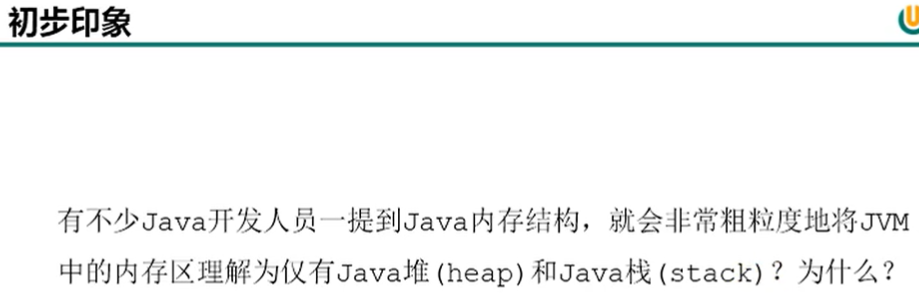 初步印象
有不少Java开发人员一提到Java内存结构，就会非常粗粒度地将JVM
中的内存区理解为仅有Java堆(heap)和Java栈(stack)？为什么？